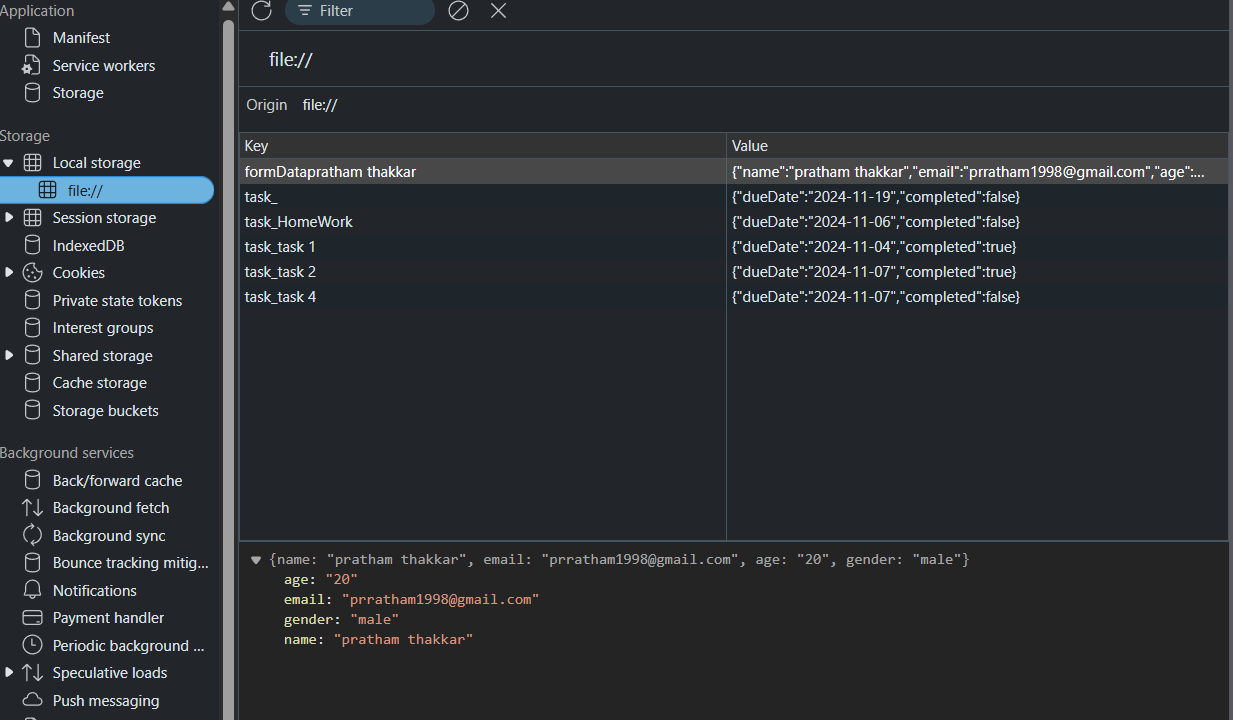 Application
Manifest
Service workers
Storage
Storage
Local storage
file://
Session storage
IndexedDB
Cookies
Private state tokens
Interest groups
Shared storage
Cache storage
Storage buckets
Background services
Back/forward cache
Background fetch
Background sync
Bounce tracking mitig...
Notifications
Payment handler
Periodic background ...
Speculative loads
Push messaging
Filter
file://
Origin file://
Key Value
formDatapratham thakkar {"name":"pratham thakkar","email":"prratham1998@gmail.com","age":...
task_ {"dueDate":"2024-11-19","completed":false}
task_HomeWork {"dueDate":"2024-11-06","completed":false}
task_task 1 {"dueDate":"2024-11-04","completed":true}
task_task 2 {"dueDate":"2024-11-07","completed":true}
task_task 4 {"dueDate":"2024-11-07","completed":false}
{name: "pratham thakkar", email: "prratham1998@gmail.com", age: "20", gender: "male"}
age: "20"
email: "prratham1998@gmail.com"
gender: "male"
name: "pratham thakkar"